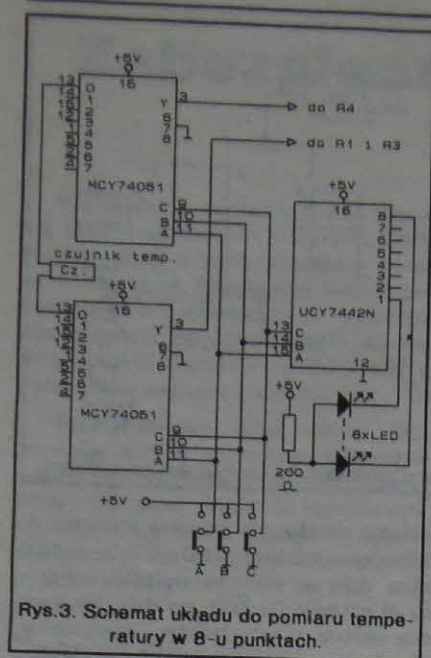 +5V
16
13 0
14 1
15 2
12 3
4
5
6
7
Y 3
6
7
8
MCY74051
C 9
B 10
A 11
do R4
do R1 i R3
czujnik temp.
Cz.
+5V
16
8
7
6
5
4
3
2
1
UCY7442N
13 C
14 B
15 A
12
+5V
16
13 0
14 1
15 2
12 3
4
5
6
7
Y 3
6
7
8
MCY74051
C 9
B 10
A 11
+5V
200
Ω
8xLED
+5V
A B C
Rys.3. Schemat układu do pomiaru tempe-
ratury w 8-u punktach.